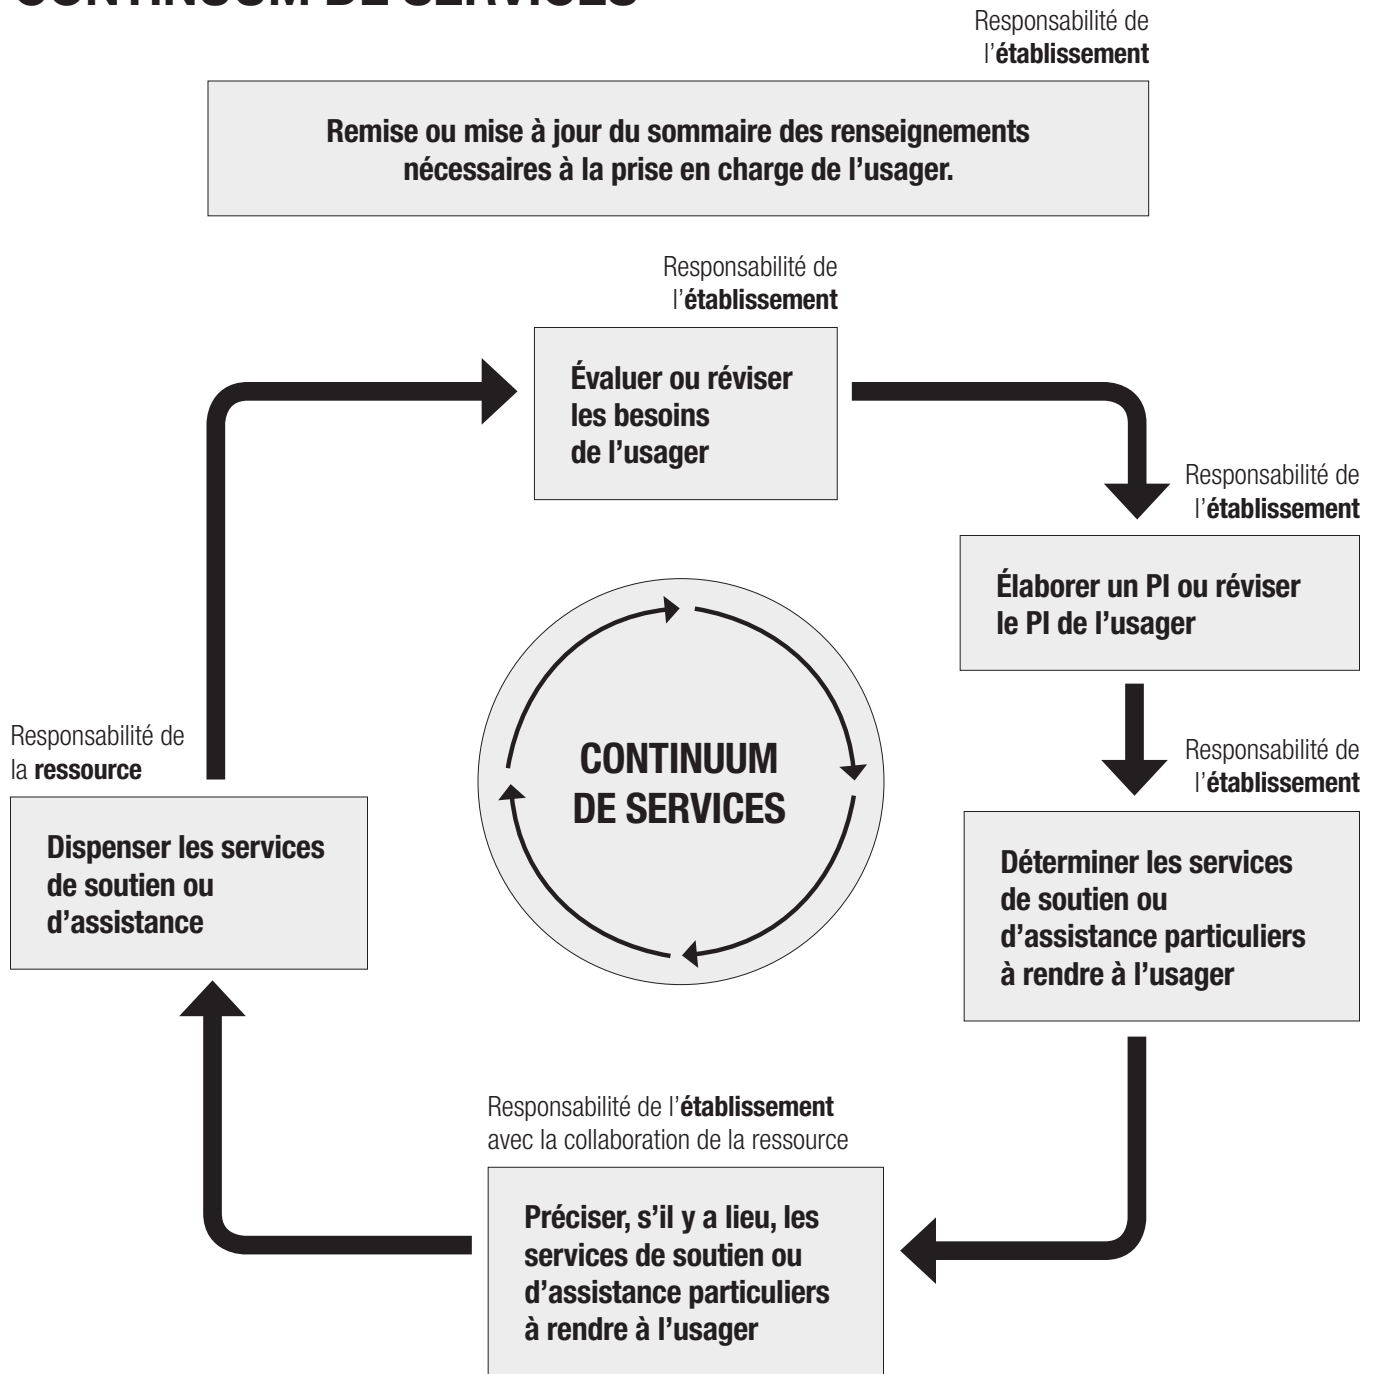 CONTINUUM DE SERVICES
Responsabilité de
l’établissement
Remise ou mise à jour du sommaire des renseignements
nécessaires à la prise en charge de l’usager.
Responsabilité de
l’établissement
Évaluer ou réviser
les besoins
de l’usager
Responsabilité de
l’établissement
Élaborer un PI ou réviser
le PI de l’usager
Responsabilité de
l’établissement
Déterminer les services
de soutien ou
d’assistance particuliers
à rendre à l’usager
Responsabilité de l’établissement
avec la collaboration de la ressource
Préciser, s’il y a lieu, les
services de soutien ou
d’assistance particuliers
à rendre à l’usager
Responsabilité de
la ressource
Dispenser les services
de soutien ou
d’assistance
CONTINUUM
DE SERVICES